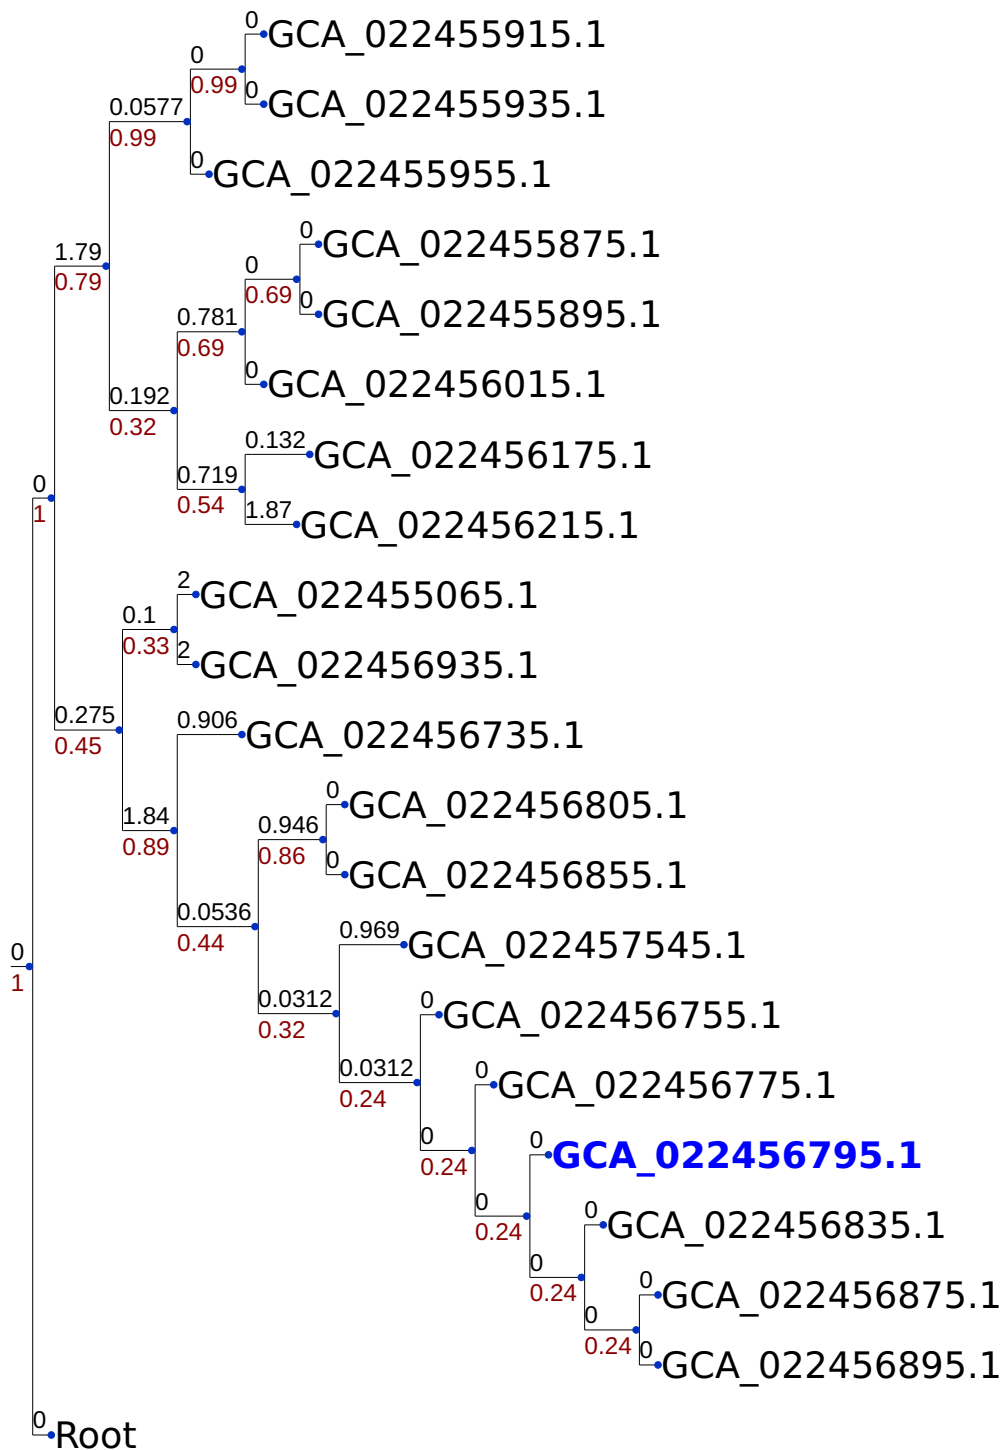 0
GCA_022455915.1
0
0.99
0
GCA_022455935.1
0.0577
0.99
0
GCA_022455955.1
0
GCA_022455875.1
1.79
0.79
0
0.69
0
GCA_022455895.1
0.781
0.69
0
GCA_022456015.1
0.192
0.32
0.132
GCA_022456175.1
0.719
0.54
0
1
1.87
GCA_022456215.1
2
GCA_022455065.1
0.1
0.33
2
GCA_022456935.1
0.275
0.45
0.906
GCA_022456735.1
0
GCA_022456805.1
1.84
0.89
0.946
0.86
0
GCA_022456855.1
0.0536
0.44
0.969
GCA_022457545.1
0
1
0.0312
0.32
0
GCA_022456755.1
0.0312
0.24
0
GCA_022456775.1
0
0.24
0
GCA_022456795.1
0
0.24
0
GCA_022456835.1
0
0.24
0
GCA_022456875.1
0
0.24
0
GCA_022456895.1
0
Root